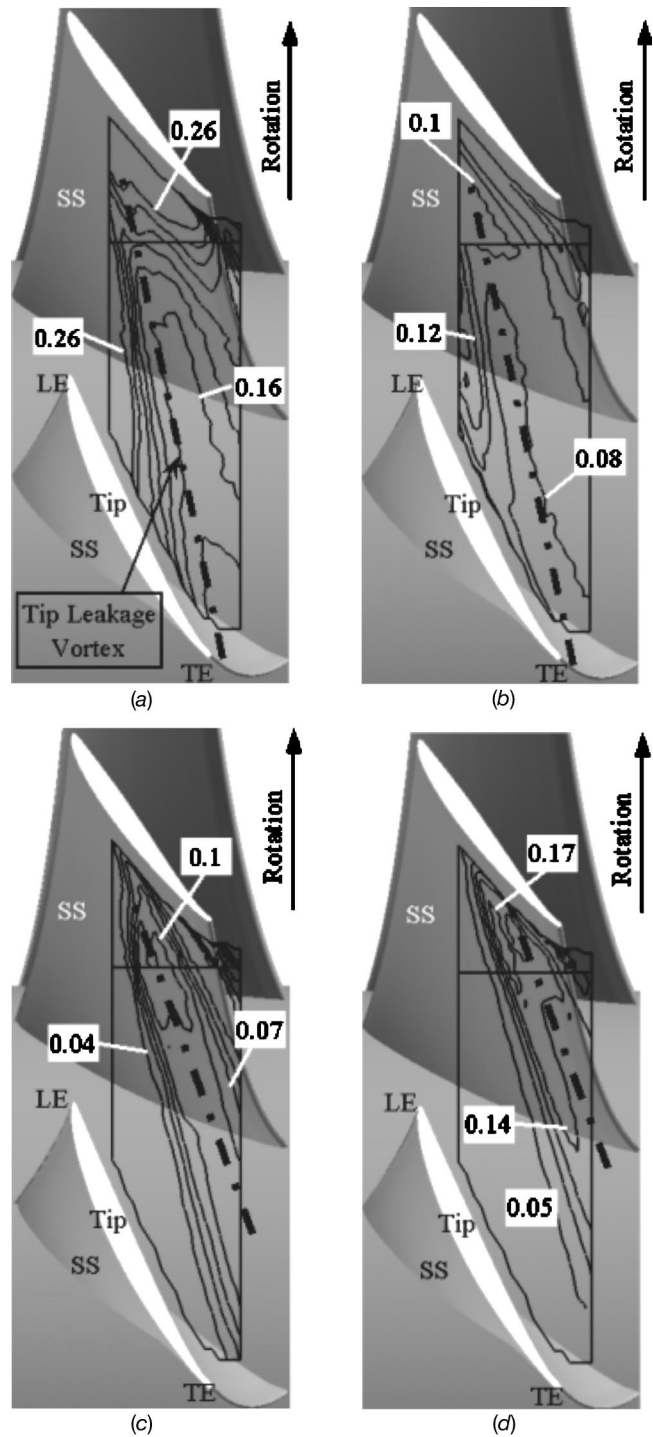 Rotation
0.26
SS
0.26
LE
0.16
Tip
SS
Tip Leakage
Vortex
TE
(a)
Rotation
0.1
SS
0.12
LE
0.08
Tip
SS
TE
(b)
Rotation
0.1
SS
0.04
0.07
LE
Tip
SS
TE
(c)
Rotation
0.17
SS
LE
0.14
0.05
Tip
SS
TE
(d)